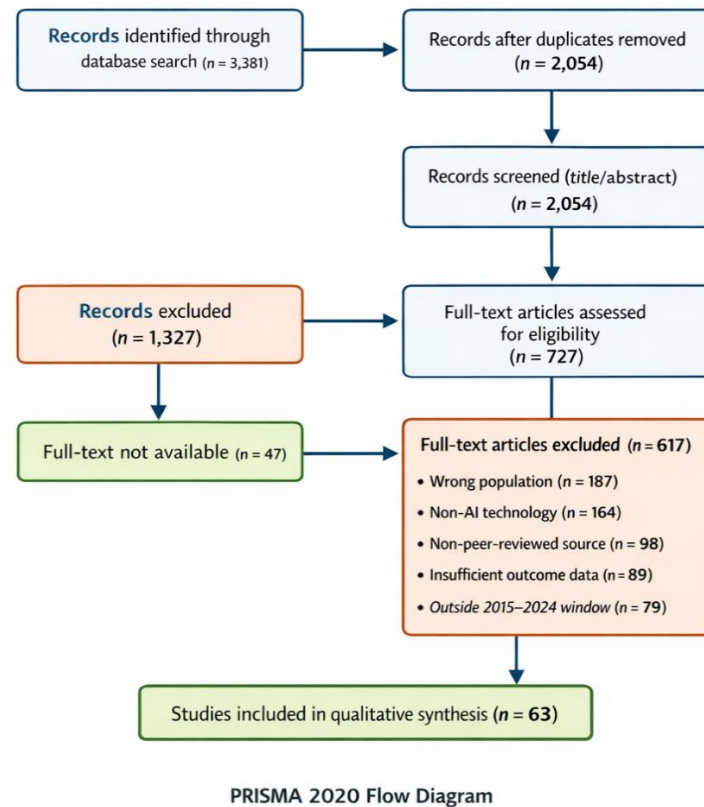 Records identified through
database search (n = 3,381)
Records after duplicates removed
(n = 2,054)
Records screened (title/abstract)
(n = 2,054)
Records excluded
(n = 1,327)
Full-text articles assessed
for eligibility
(n = 727)
Full-text not available (n = 47)
Full-text articles excluded (n = 617)
• Wrong population (n = 187)
• Non-AI technology (n = 164)
• Non-peer-reviewed source (n = 98)
• Insufficient outcome data (n = 89)
• Outside 2015–2024 window (n = 79)
Studies included in qualitative synthesis (n = 63)
PRISMA 2020 Flow Diagram